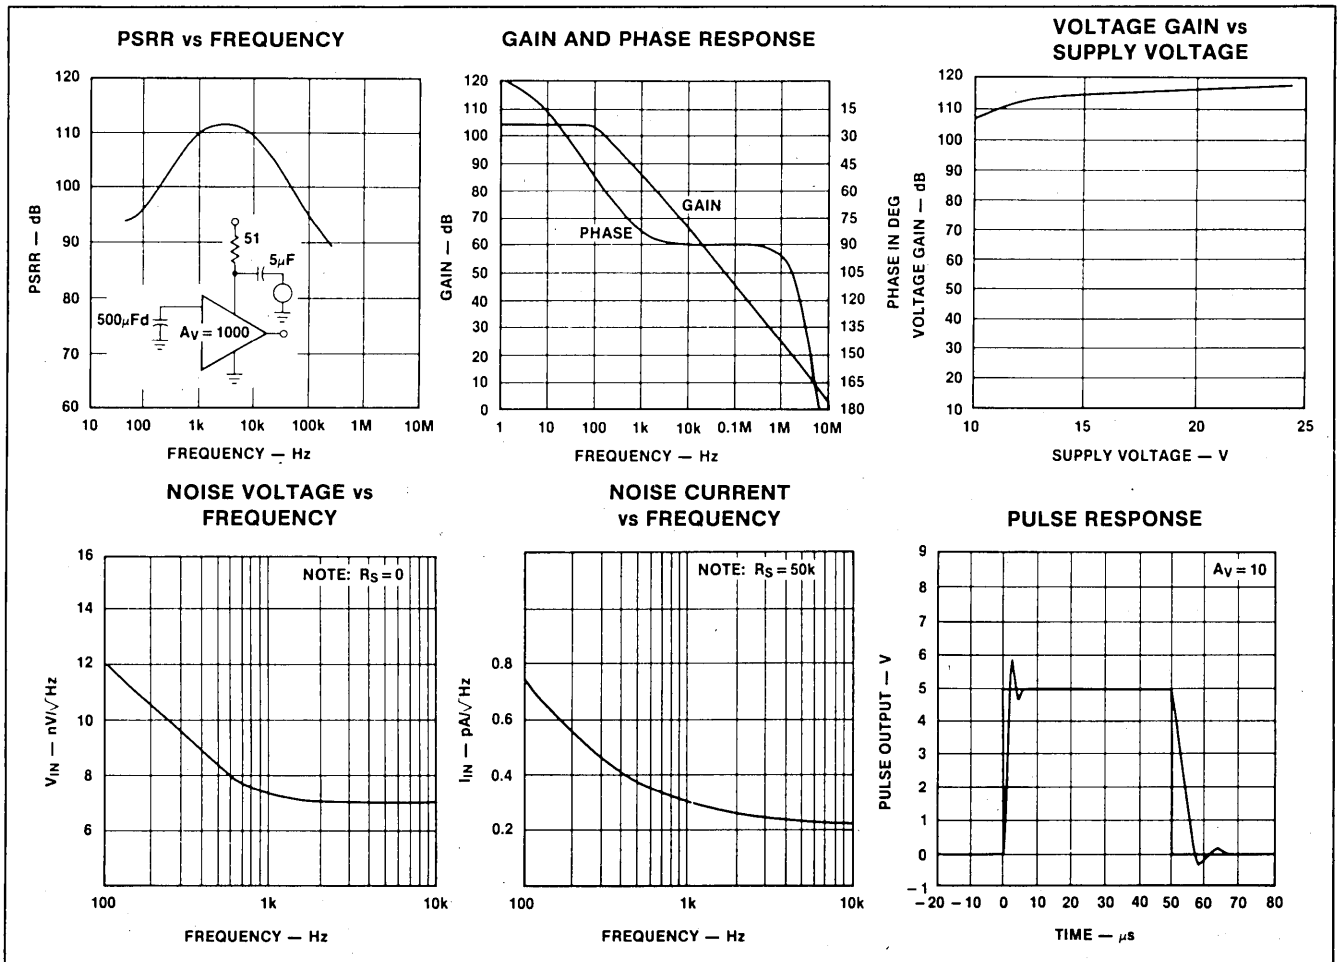 PSRR vs FREQUENCY
120
110
100
90
80
70
60
PSRR — dB
51
5μF
500μFd
AV = 1000
10 100 1k 10k 100k 1M 10M
FREQUENCY — Hz
GAIN AND PHASE RESPONSE
120
110
100
90
80
70
60
50
40
30
20
10
0
GAIN — dB
GAIN
PHASE
15
30
45
60
75
90
105
120
135
150
165
180
PHASE IN DEG
1 10 100 1k 10k 0.1M 1M 10M
FREQUENCY — Hz
VOLTAGE GAIN vs
SUPPLY VOLTAGE
120
110
100
90
80
70
60
50
40
30
20
10
VOLTAGE GAIN — dB
10 15 20 25
SUPPLY VOLTAGE — V
NOISE VOLTAGE vs
FREQUENCY
16
14
12
10
8
6
VIN — nV/√Hz
NOTE: RS = 0
100 1k 10k
FREQUENCY — Hz
NOISE CURRENT
vs FREQUENCY
0.8
0.6
0.4
0.2
IIN — pA/√Hz
NOTE: RS = 50k
100 1k 10k
FREQUENCY — Hz
PULSE RESPONSE
9
8
7
6
5
4
3
2
1
0
−1
PULSE OUTPUT — V
AV = 10
−20 −10 0 10 20 30 40 50 60 70 80
TIME — μs